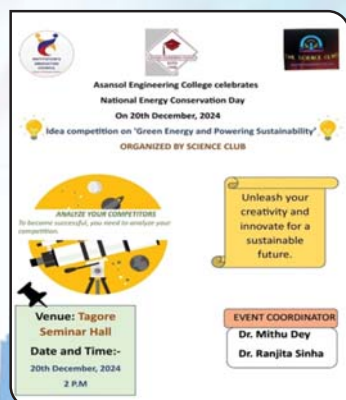 Asansol Engineering College celebrates
National Energy Conservation Day
On 20th December, 2024
Idea competition on 'Green Energy and Powering Sustainability'
ORGANIZED BY SCIENCE CLUB
ANALYZE YOUR COMPETITORS
To become successful, you need to analyze your
competition.
Unleash your
creativity and
innovate for a
sustainable
future.
Venue: Tagore
Seminar Hall
Date and Time:-
20th December, 2024
2 P.M
EVENT COORDINATOR
Dr. Mithu Dey
Dr. Ranjita Sinha